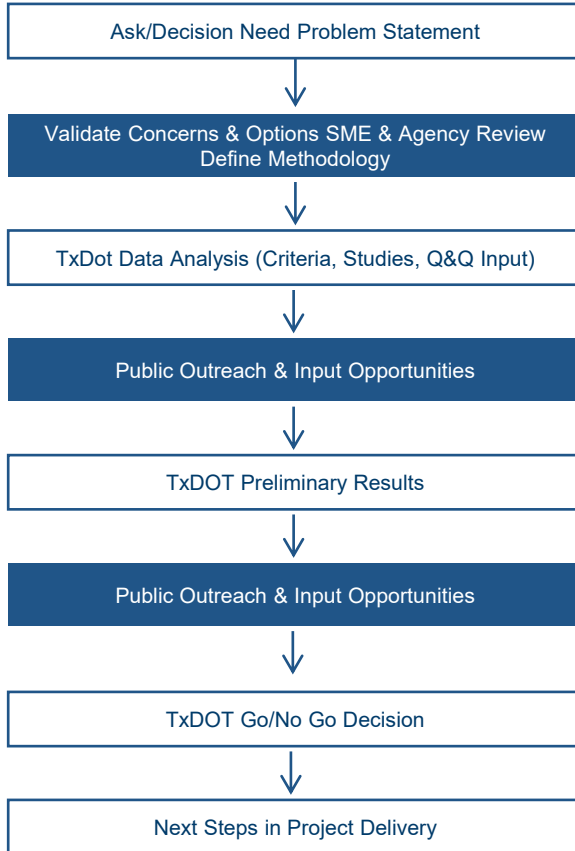 Ask/Decision Need Problem Statement
Validate Concerns & Options SME & Agency Review
Define Methodology
TxDot Data Analysis (Criteria, Studies, Q&Q Input)
Public Outreach & Input Opportunities
TxDOT Preliminary Results
Public Outreach & Input Opportunities
TxDOT Go/No Go Decision
Next Steps in Project Delivery